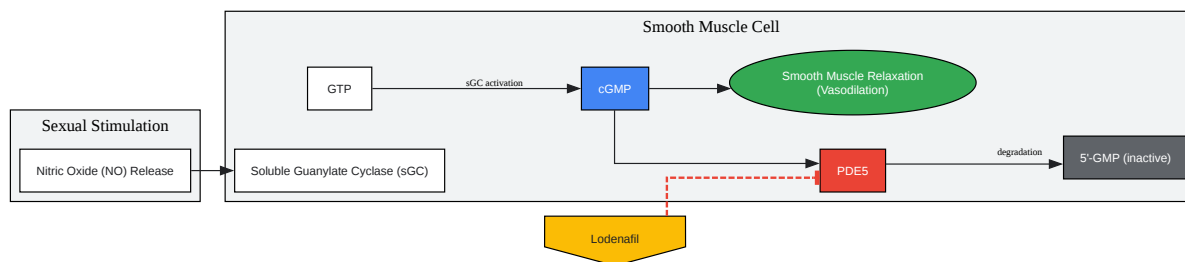 Smooth Muscle Cell
GTP
sGC activation
cGMP
Smooth Muscle Relaxation
(Vasodilation)
Sexual Stimulation
Nitric Oxide (NO) Release
Soluble Guanylate Cyclase (sGC)
PDE5
degradation
5'-GMP (inactive)
Lodenafil